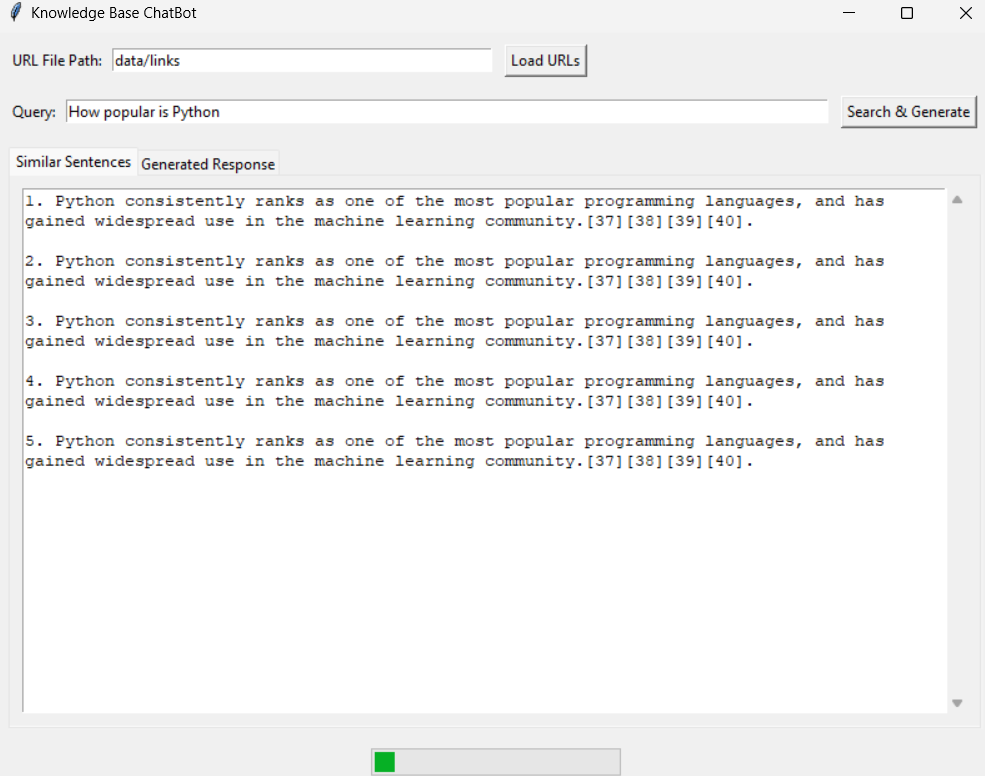 Knowledge Base ChatBot
URL File Path: data/links Load URLs
Query: How popular is Python Search & Generate
Similar Sentences Generated Response
1. Python consistently ranks as one of the most popular programming languages, and has
gained widespread use in the machine learning community.[37][38][39][40].
2. Python consistently ranks as one of the most popular programming languages, and has
gained widespread use in the machine learning community.[37][38][39][40].
3. Python consistently ranks as one of the most popular programming languages, and has
gained widespread use in the machine learning community.[37][38][39][40].
4. Python consistently ranks as one of the most popular programming languages, and has
gained widespread use in the machine learning community.[37][38][39][40].
5. Python consistently ranks as one of the most popular programming languages, and has
gained widespread use in the machine learning community.[37][38][39][40].